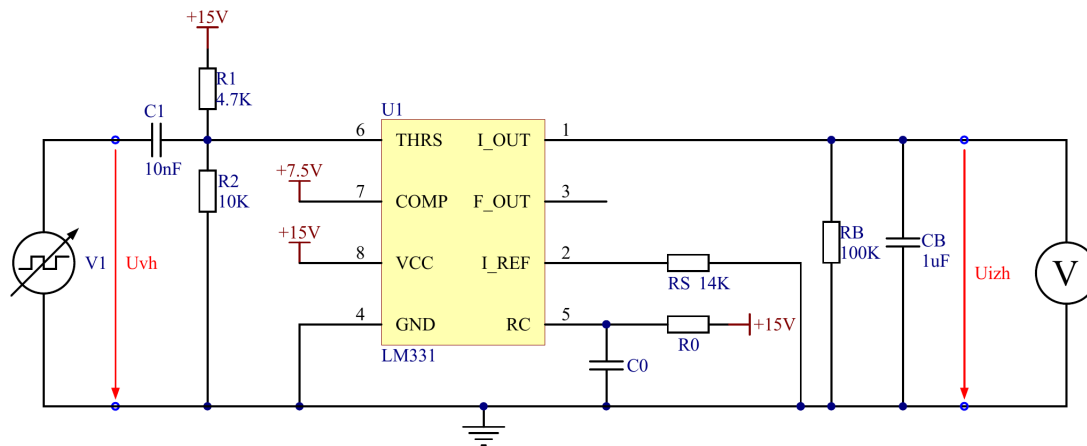 +15V
R1
4.7K
C1
10nF
R2
10K
V1
Uvh
+7.5V
+15V
U1
6
THRS
I_OUT
1
7
COMP
F_OUT
3
8
VCC
I_REF
2
4
GND
RC
5
LM331
RS 14K
R0
+15V
C0
RB
100K
CB
1uF
Uizh
V